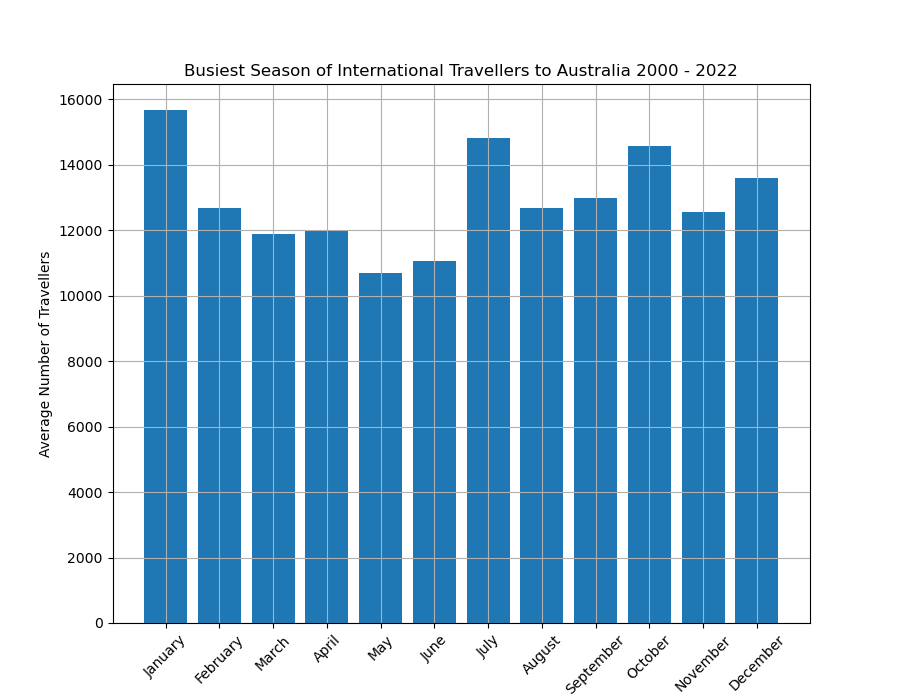 Busiest Season of International Travellers to Australia 2000 - 2022
16000
14000
12000
10000
8000
6000
4000
2000
0
Average Number of Travellers
January
February
March
April
May
June
July
August
September
October
November
December